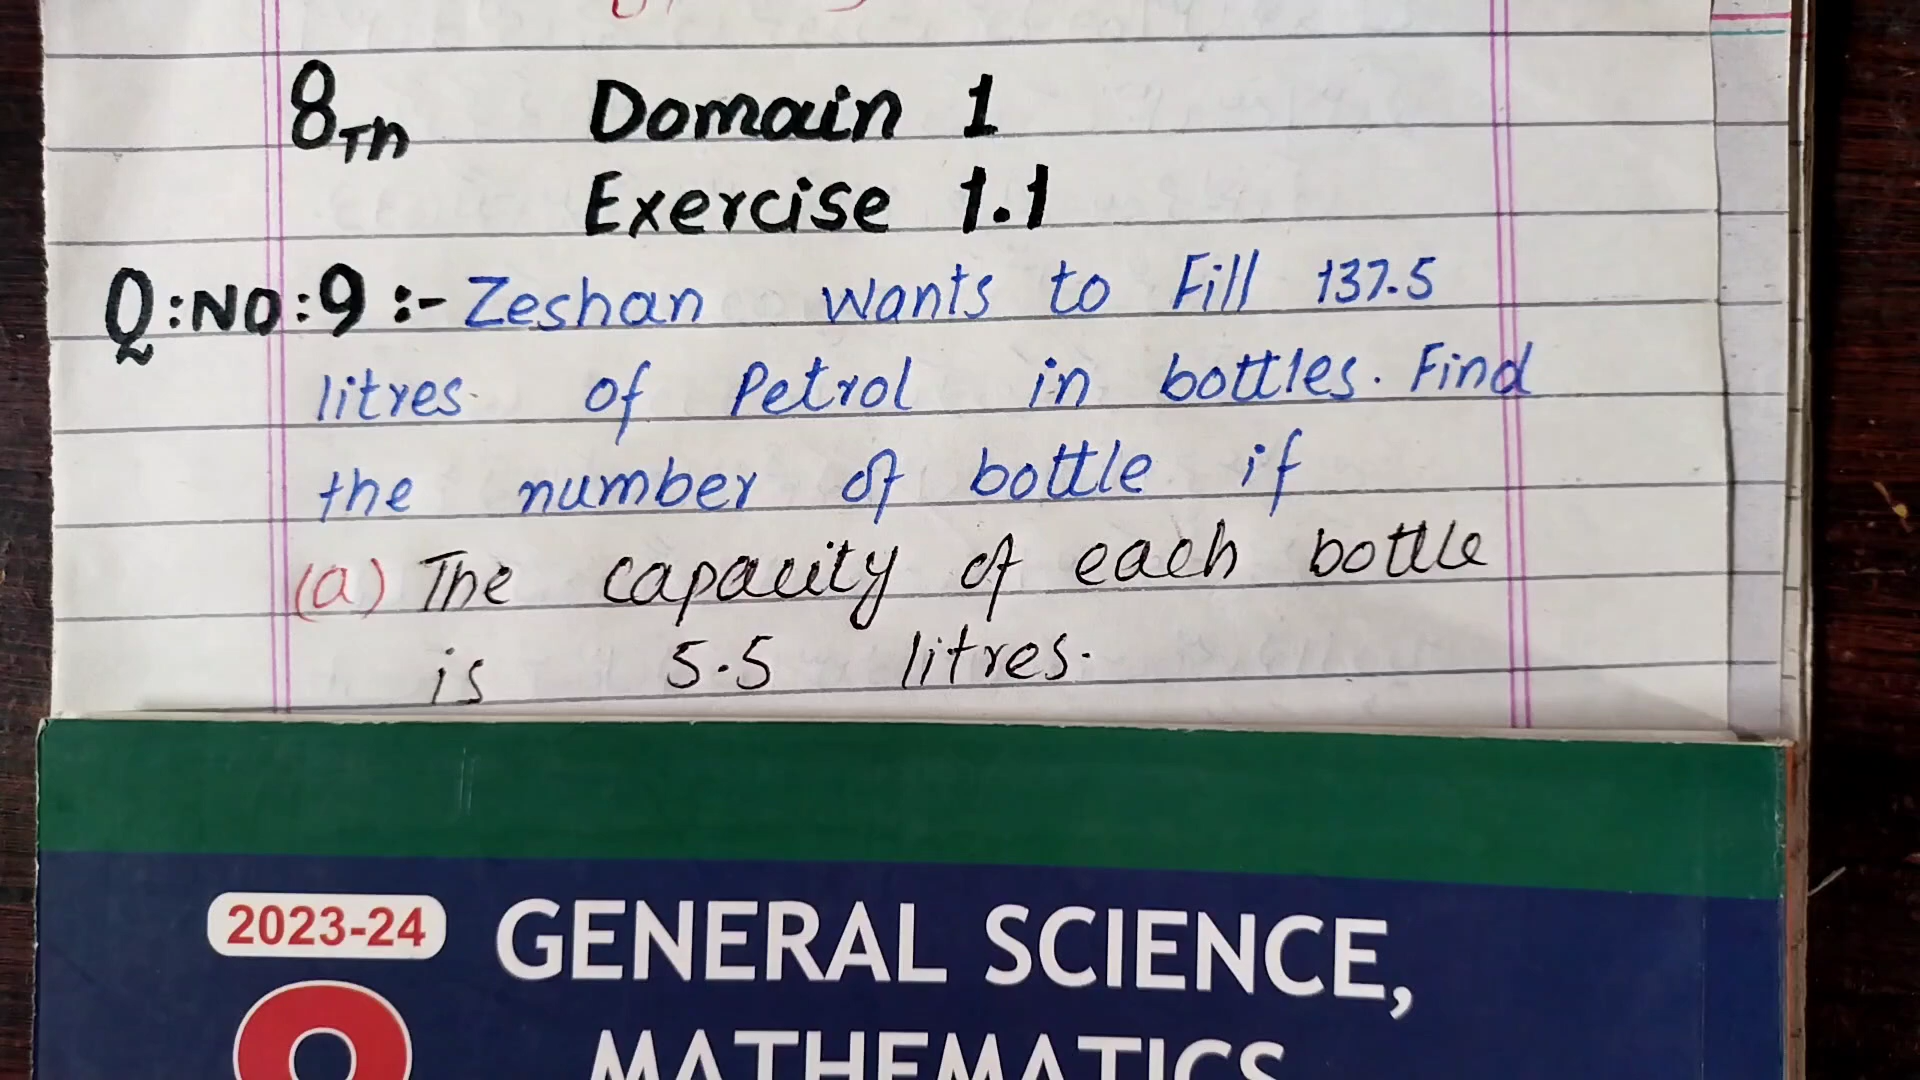 8Th Domain 1
Exercise 1.1
Q:NO:9:- Zeshan wants to Fill 137.5
litres of Petrol in bottles. Find
the number of bottle if
(a) The capacity of each bottle
is 5.5 litres.
2023-24 GENERAL SCIENCE,
8 MATHEMATICS